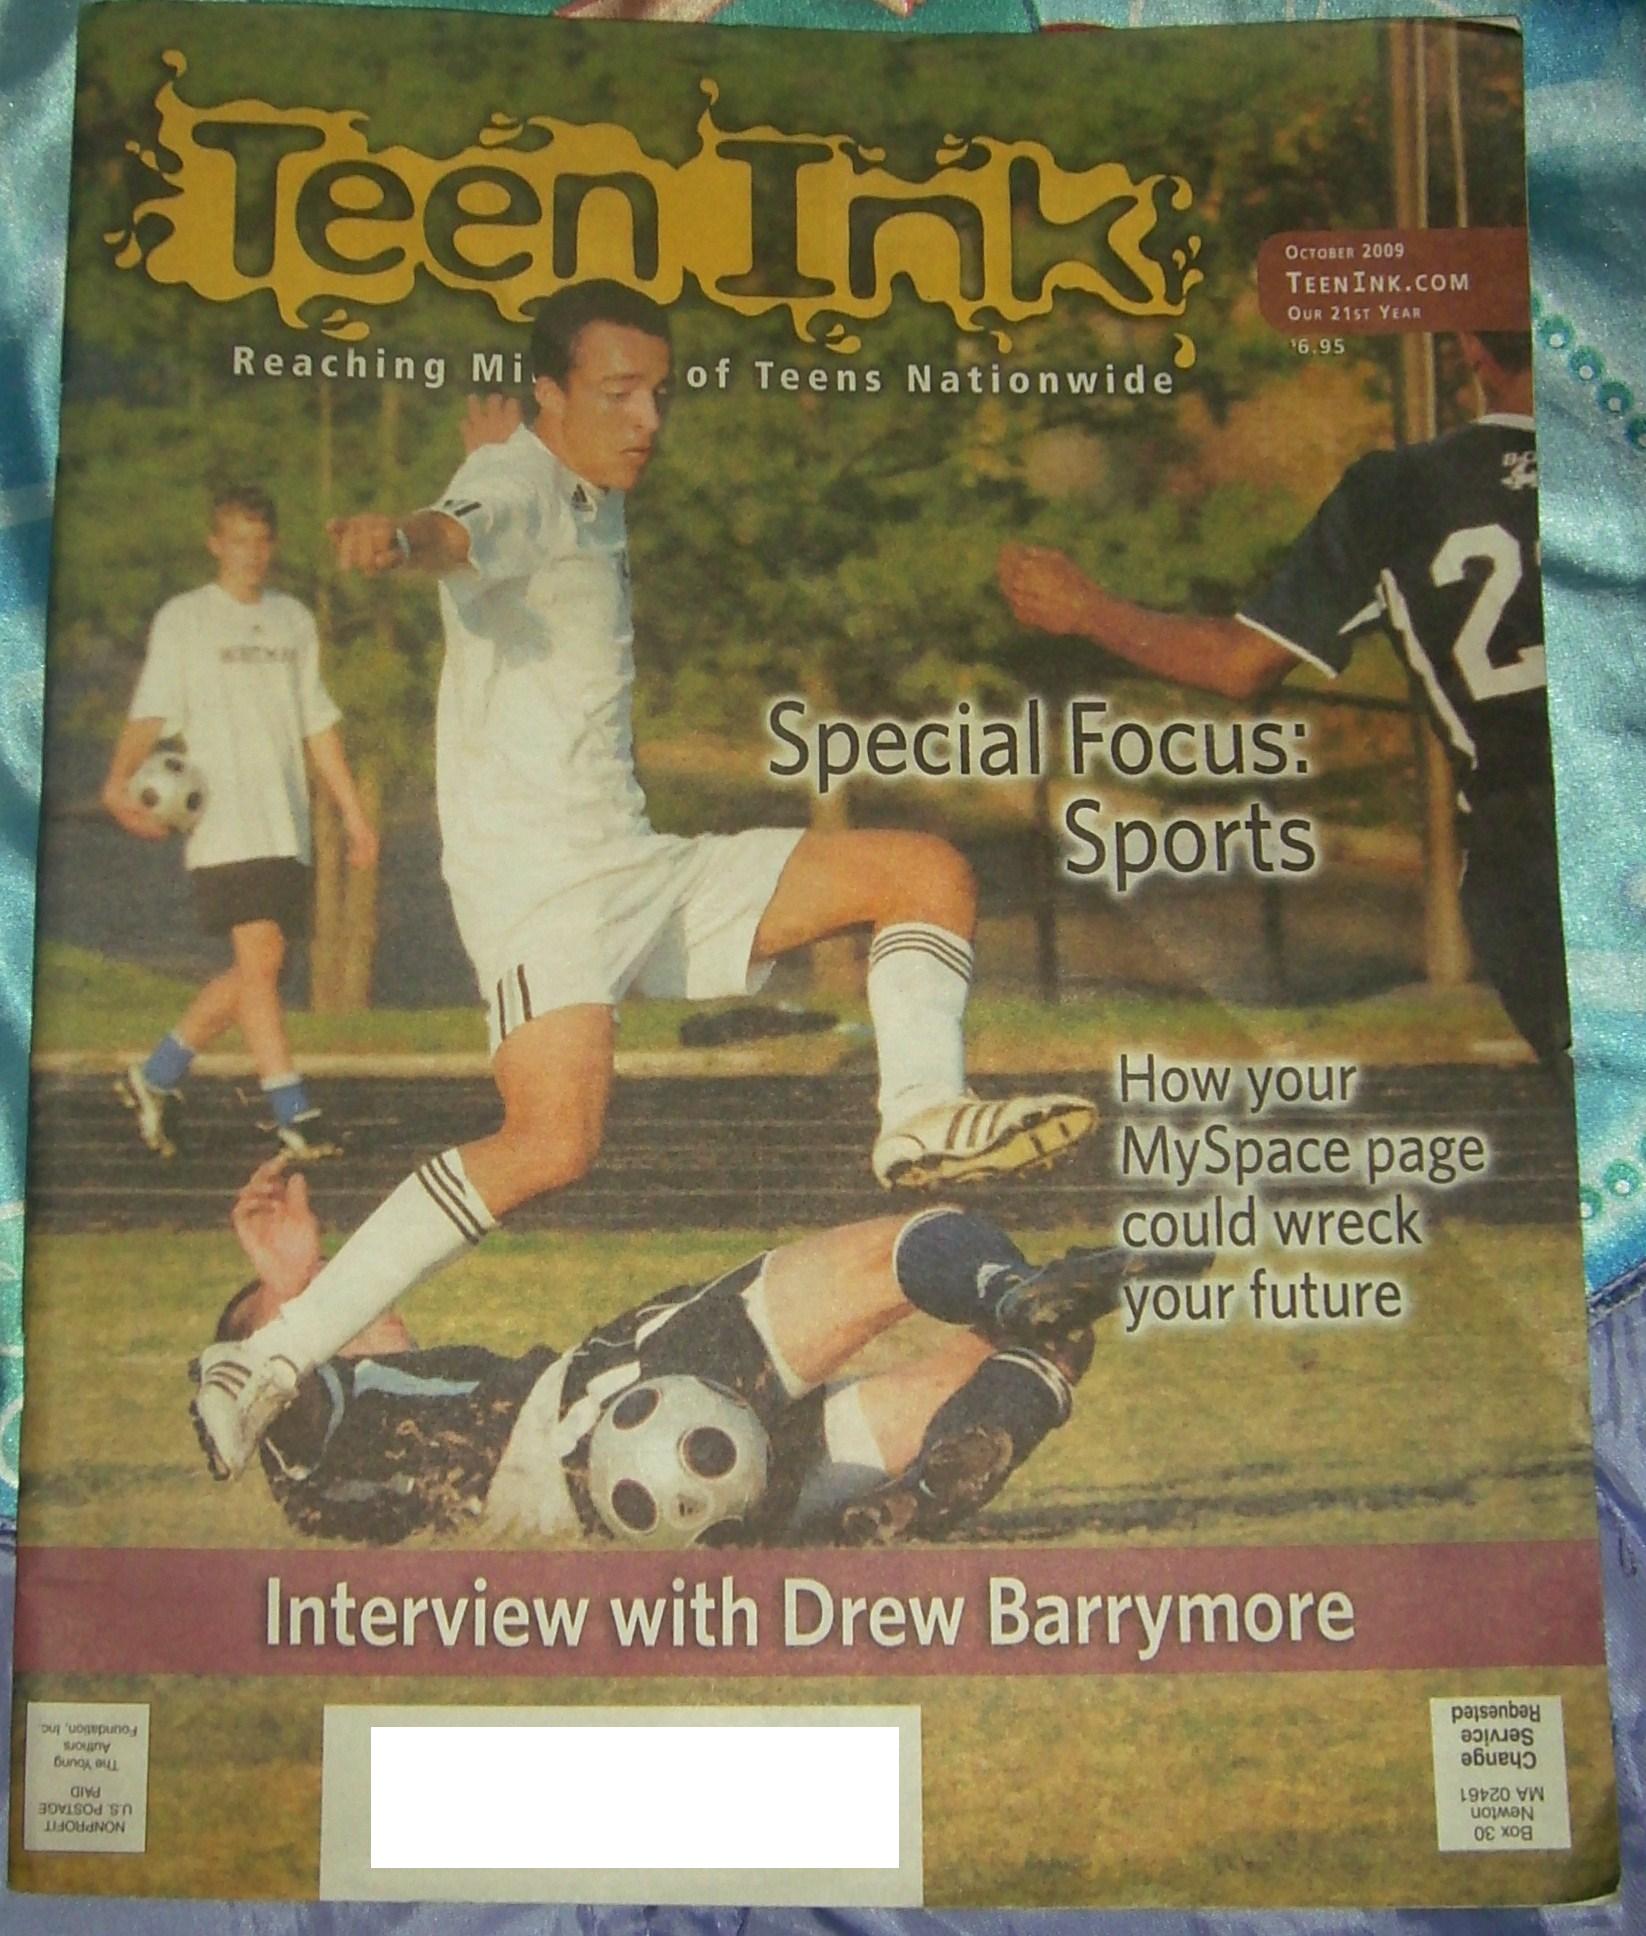 Teen Ink
Reaching Mi of Teens Nationwide
OCTOBER 2009
TEENINK.COM
OUR 21ST YEAR
$6.95
2
Special Focus:
Sports
How your
MySpace page
could wreck
your future
Interview with Drew Barrymore
NONPROFIT
U.S. POSTAGE
PAID
The Young
Authors
Foundation, Inc.
Box 30
Newton
MA 02461
Change
Service
Requested